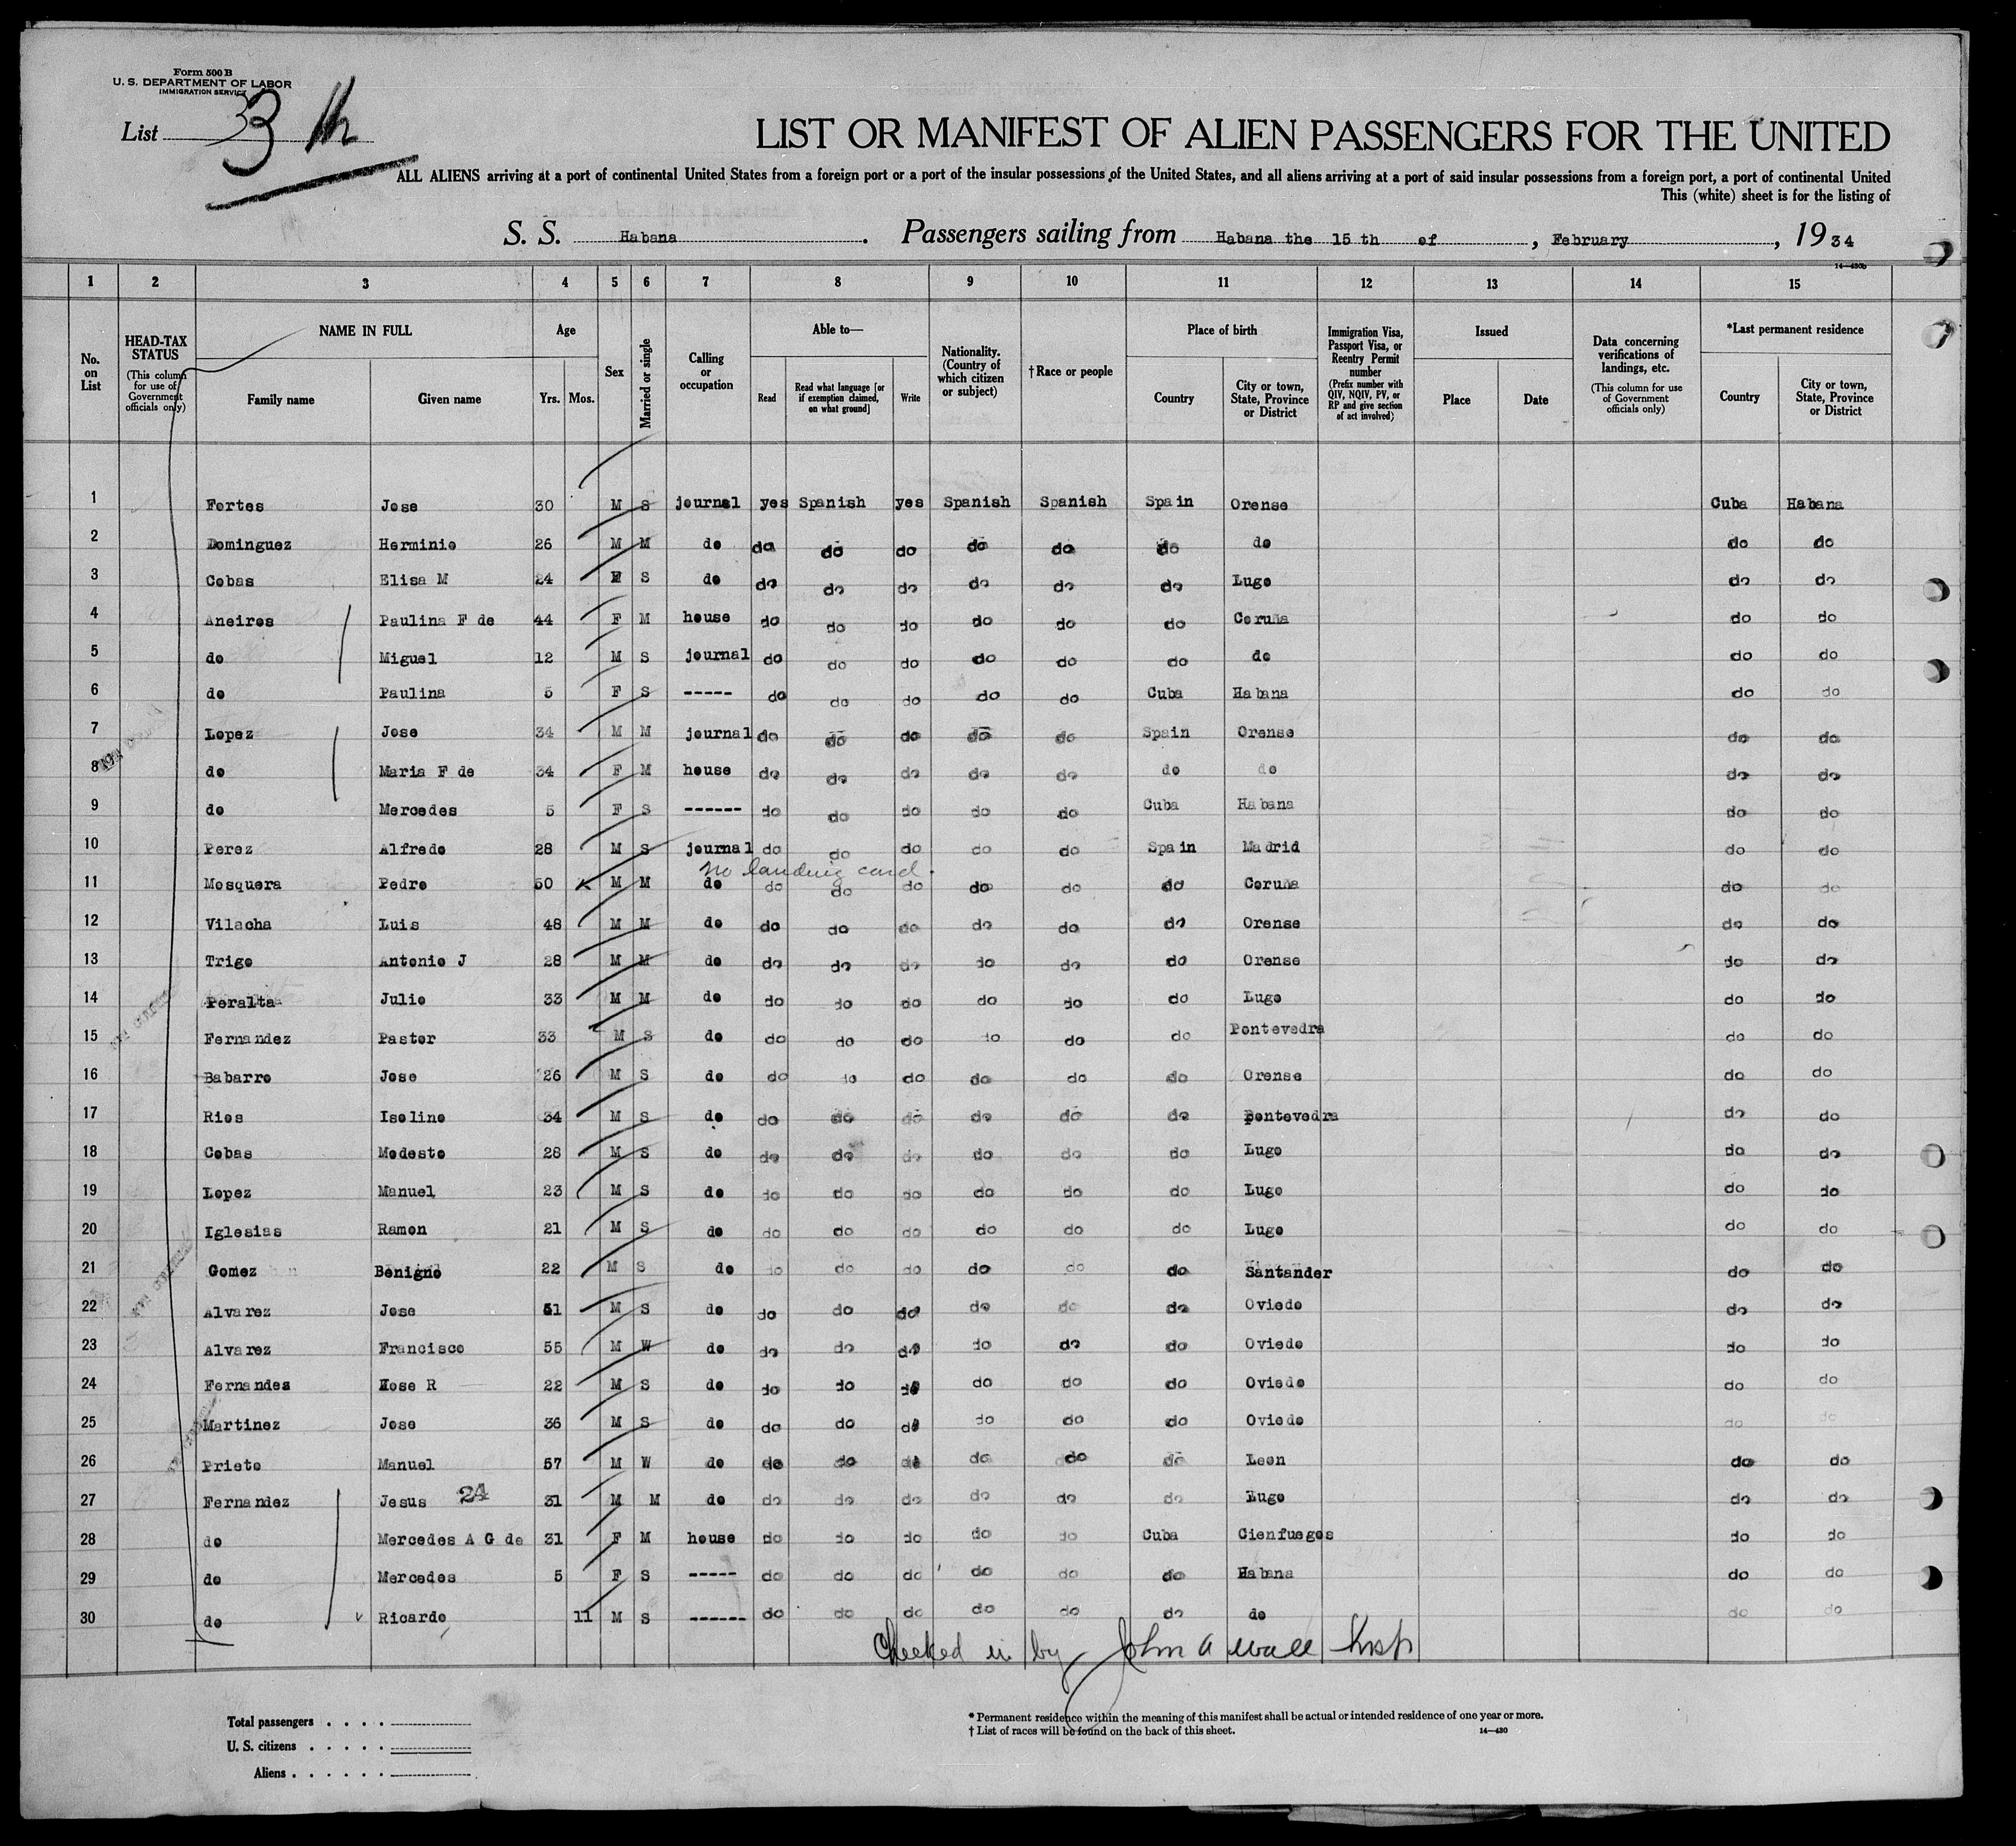 Form 500 B
U. S. DEPARTMENT OF LABOR
IMMIGRATION SERVICE
List 3
LIST OR MANIFEST OF ALIEN PASSENGERS FOR THE UNITED
ALL ALIENS arriving at a port of continental United States from a foreign port or a port of the insular possessions of the United States, and all aliens arriving at a port of said insular possessions from a foreign port, a port of continental United
This (white) sheet is for the listing of
S. S. Habana. Passengers sailing from Habana the 15 th of, February, 1934
14—430b
1 2 3 4 5 6 7 8 9 10 11 12 13 14 15
No. on List
HEAD-TAX STATUS
(This column for use of Government officials only)
NAME IN FULL
Family name Given name
Age
Yrs. Mos.
Sex
Married or single
Calling or occupation
Able to—
Read
Read what language [or if exemption claimed, on what ground]
Write
Nationality. (Country of which citizen or subject)
†Race or people
Place of birth
Country
City or town, State, Province or District
Immigration Visa, Passport Visa, or Reentry Permit number
(Prefix number with QIV, NQIV, PV, or RP and give section of act involved)
Issued
Place Date
Data concerning verifications of landings, etc.
(This column for use of Government officials only)
*Last permanent residence
Country
City or town, State, Province or District
1 Fortes Jose 30 M S journal yes Spanish yes Spanish Spanish Spain Orense Cuba Habana
2 Dominguez Herminio 26 M M do do do do do do do do do do
3 Cobas Elisa M 24 S do do do do do do do Lugo do do
4 Aneiros Paulina F de 44 F M house do do do do do do Coruña do do
5 do Miguel 12 M S journal do do do do do do do do do
6 do Paulina 5 F S ----- do do do do do Cuba Habana do do
7 Lopez Jose 34 M M journal do do do do do Spain Orense do do
8 do Maria F de 34 F M house do do do do do do do do do
9 do Mercedes 5 F S ------ do do do do do Cuba Habana do do
10 Perez Alfredo 28 M S journal do do do do do Spain Madrid do do
no landing card.
11 Mosquera Pedro 50 M M do do do do do do do Coruña do do
12 Vilacha Luis 48 M M do do do do do do do Orense do do
13 Trigo Antonio J 28 M M do do do do do do do Orense do do
14 Peralta Julio 33 M M do do do do do do do Lugo do do
15 Fernandez Pastor 33 M S do do do do do do do Pontevedra do do
16 Babarro Jose 26 M S do do do do do do do Orense do do
17 Rios Isolino 34 M S do do do do do do do pontevedra do do
18 Cobas Modesto 28 M S do do do do do do do Lugo do do
19 Lopez Manuel 23 M S do do do do do do do Lugo do do
20 Iglesias Ramon 21 M S do do do do do do do Lugo do do
21 Gomez Benigno 22 M S do do do do do do do Santander do do
22 Alvarez Jose 51 M S do do do do do do do Oviedo do do
23 Alvarez Francisco 55 M W do do do do do do do Oviedo do do
24 Fernandes Hose R 22 M S do do do do do do do Oviedo do do
25 Martinez Jose 36 M S do do do do do do do Oviedo do do
26 Prieto Manuel 57 M W do do do do do do do Leon do do
27 Fernandez Jesus 24 31 M M do do do do do do do Lugo do do
28 do Mercedes A G de 31 F M house do do do do do Cuba Cienfuegos do do
29 do Mercedes 5 F S ----- do do do do do do Habana do do
30 do Ricardo 11 M S ------ do do do do do do do do do
Checked in by John A Wall Insp
Total passengers . . . .
U. S. citizens . . . . .
Aliens . . . . . .
* Permanent residence within the meaning of this manifest shall be actual or intended residence of one year or more.
† List of races will be found on the back of this sheet. 14—430